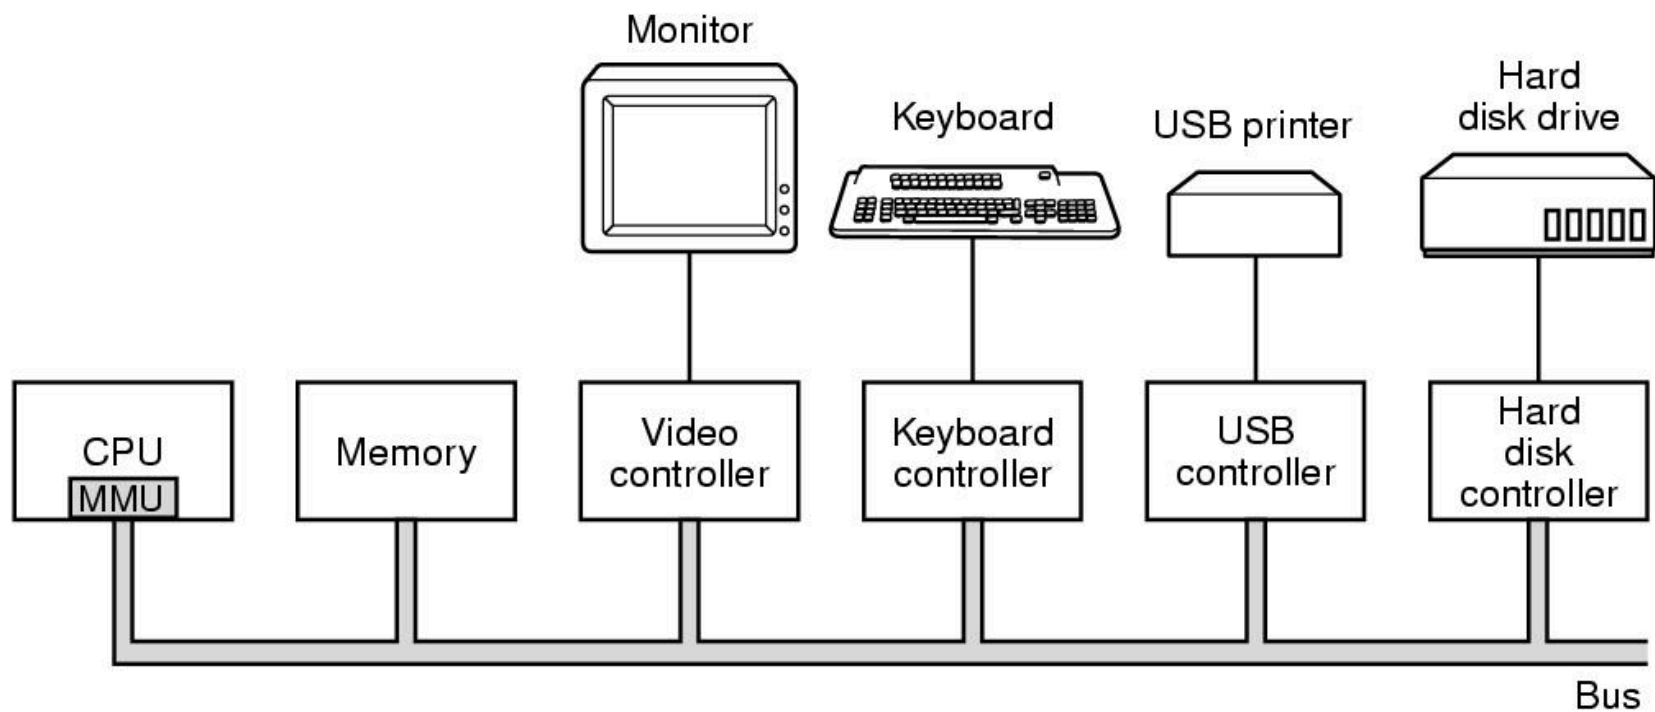 Monitor
Keyboard
USB printer
Hard
disk drive
CPU
MMU
Memory
Video
controller
Keyboard
controller
USB
controller
Hard
disk
controller
Bus